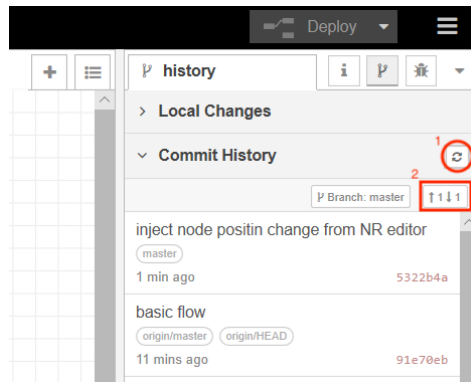 Deploy
history
Local Changes
1
Commit History
2
Branch: master
↑1↓1
inject node positin change from NR editor
master
1 min ago 5322b4a
basic flow
origin/master origin/HEAD
11 mins ago 91e70eb